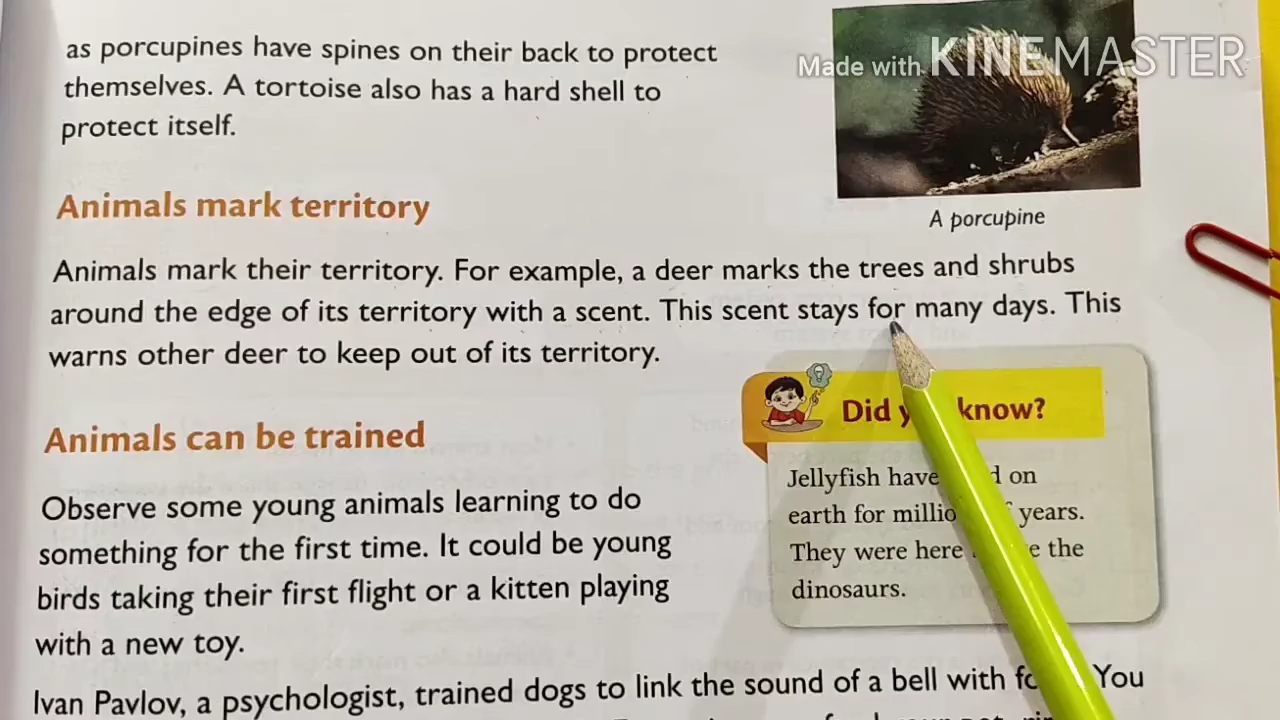 as porcupines have spines on their back to protect
themselves. A tortoise also has a hard shell to
protect itself.
Made with KINEMASTER
A porcupine
Animals mark territory
Animals mark their territory. For example, a deer marks the trees and shrubs
around the edge of its territory with a scent. This scent stays for many days. This
warns other deer to keep out of its territory.
Animals can be trained
Observe some young animals learning to do
something for the first time. It could be young
birds taking their first flight or a kitten playing
with a new toy.
Ivan Pavlov, a psychologist, trained dogs to link the sound of a bell with You
Did know?
Jellyfish have on
earth for years.
They were here the
dinosaurs.